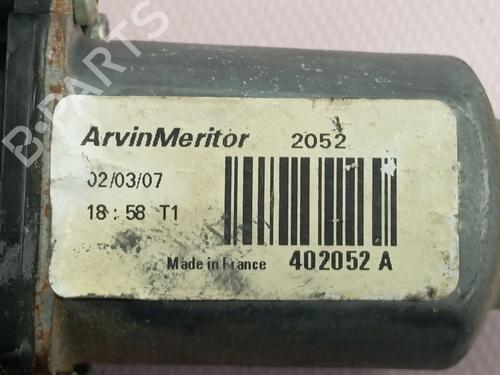 B-PARTS
ArvinMeritor 2052
02/03/07
18 : 58 T1
Made in France 402052 A